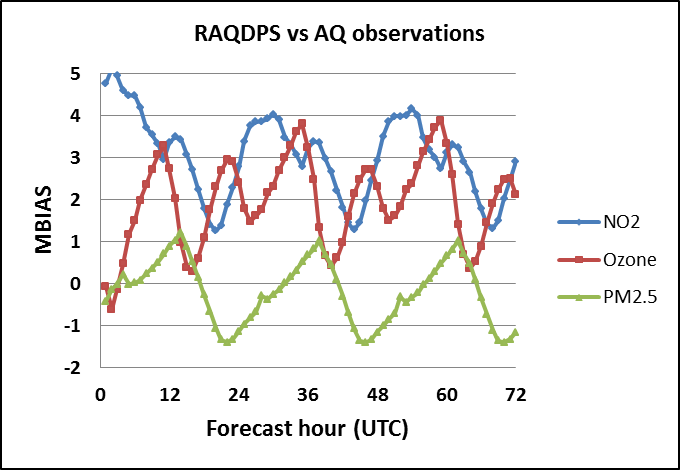 RAQDPS vs AQ observations
5
4
3
2
1
0
-1
-2
MBIAS
0 12 24 36 48 60 72
Forecast hour (UTC)
NO2
Ozone
PM2.5